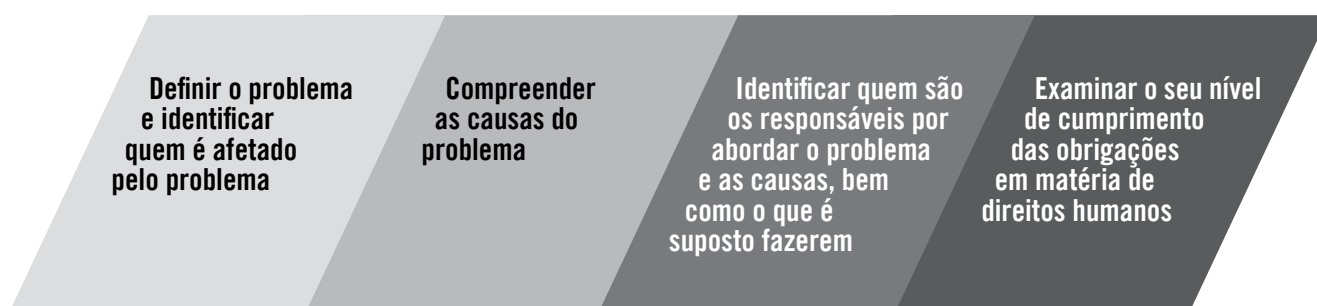 Definir o problema
e identificar
quem é afetado
pelo problema
Compreender
as causas do
problema
Identificar quem são
os responsáveis por
abordar o problema
e as causas, bem
como o que é
suposto fazerem
Examinar o seu nível
de cumprimento
das obrigações
em matéria de
direitos humanos